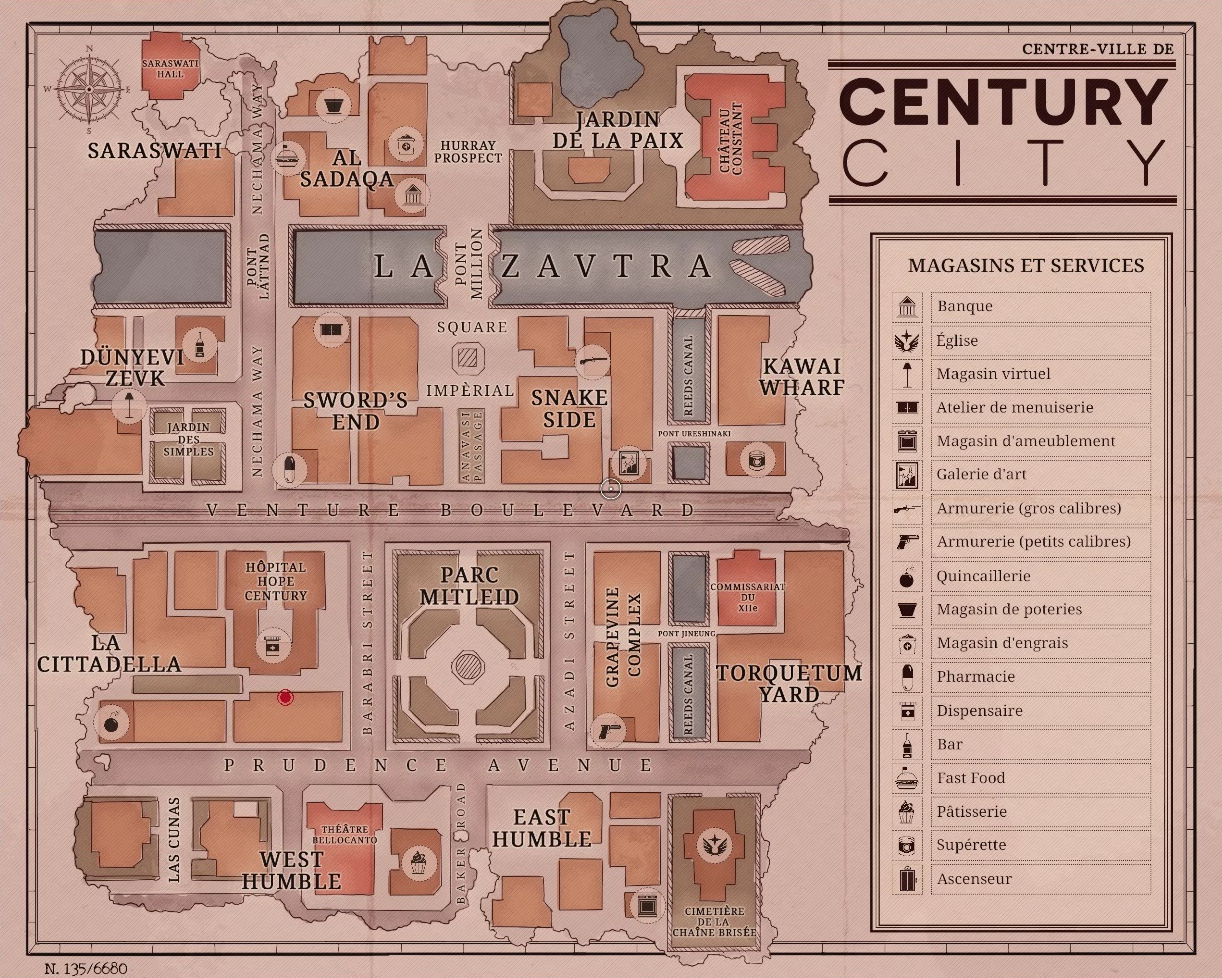 CENTRE-VILLE DE
CENTURY
CITY
N
W
E
S
SARASWATI
HALL
SARASWATI
NECHAMA WAY
AL
SADAQA
HURRAY
PROSPECT
JARDIN
DE LA PAIX
CHÂTEAU
CONSTANT
PONT
LÄTTNAD
LA ZAVTRA
PONT
MILLION
DÜNYEVI
ZEVK
NECHAMA WAY
JARDIN
DES
SIMPLES
SWORD'S
END
SQUARE
IMPÈRIAL
ANAVASI
PASSAGE
SNAKE
SIDE
REEDS CANAL
KAWAI
WHARF
PONT URESHINAKI
VENTURE BOULEVARD
HÔPITAL
HOPE
CENTURY
LA
CITTADELLA
BARABRI STREET
PARC
MITLEID
AZADI STREET
GRAPEVINE
COMPLEX
COMMISSARIAT
DU
XIIe
PONT JINEUNG
REEDS CANAL
TORQUETUM
YARD
PRUDENCE AVENUE
LAS CUNAS
THÉÂTRE
BELLOCANTO
WEST
HUMBLE
BAKER ROAD
EAST
HUMBLE
CIMETIÈRE
DE LA
CHAÎNE BRISÉE
MAGASINS ET SERVICES
Banque
Église
Magasin virtuel
Atelier de menuiserie
Magasin d'ameublement
Galerie d'art
Armurerie (gros calibres)
Armurerie (petits calibres)
Quincaillerie
Magasin de poteries
Magasin d'engrais
Pharmacie
Dispensaire
Bar
Fast Food
Pâtisserie
Supérette
Ascenseur
N. 135/6680